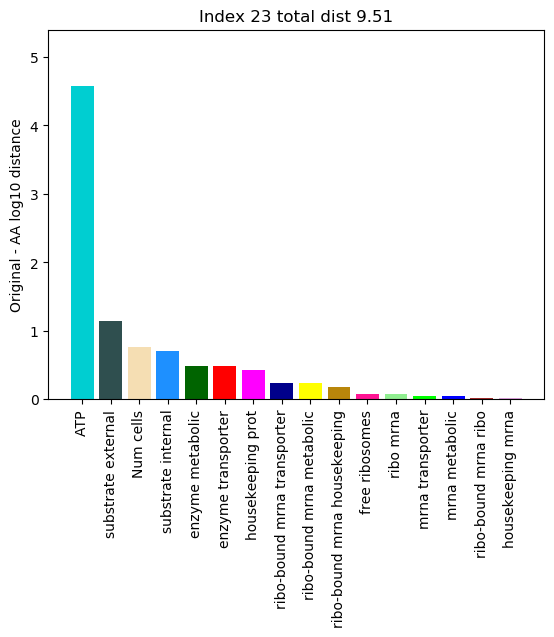 Index 23 total dist 9.51
Original - AA log10 distance
5
4
3
2
1
0
ATP
substrate external
Num cells
substrate internal
enzyme metabolic
enzyme transporter
housekeeping prot
ribo-bound mrna transporter
ribo-bound mrna metabolic
ribo-bound mrna housekeeping
free ribosomes
ribo mrna
mrna transporter
mrna metabolic
ribo-bound mrna ribo
housekeeping mrna